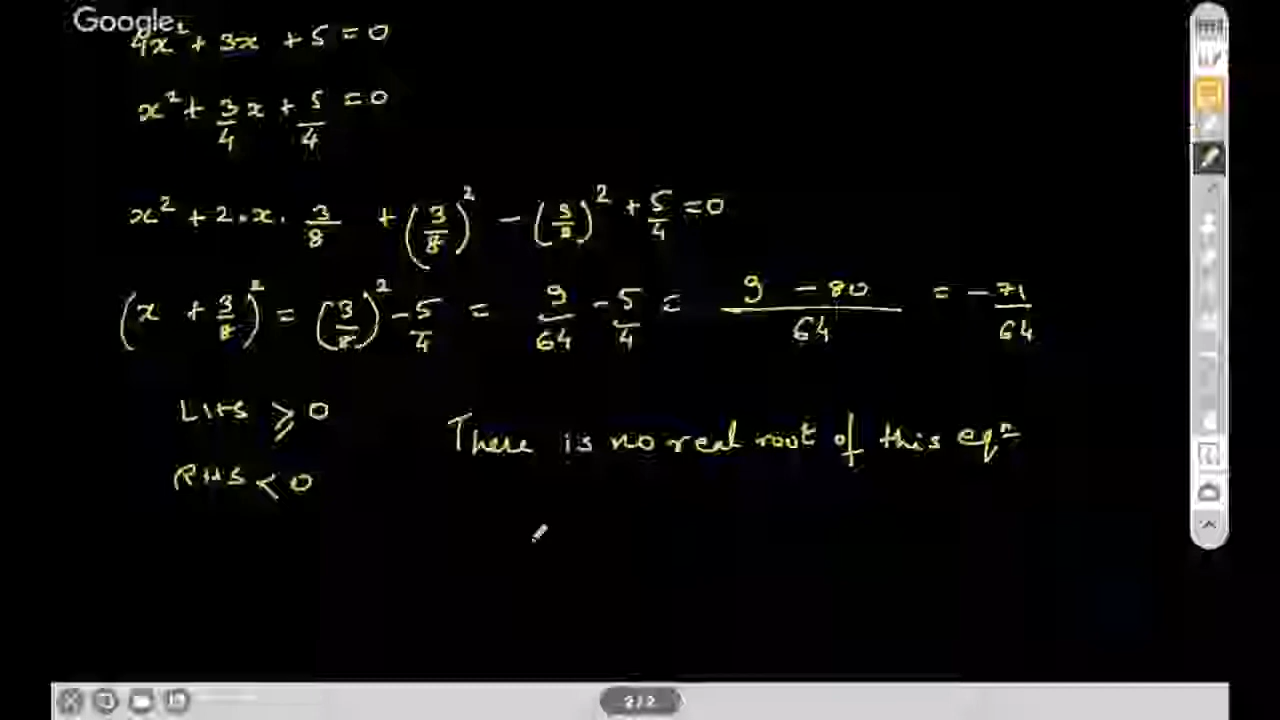 Google
4x² + 3x + 5 = 0
x² + 3/4 x + 5/4 = 0
x² + 2·x· 3/8 + (3/8)² − (3/8)² + 5/4 = 0
(x + 3/8)² = (3/8)² − 5/4 = 9/64 − 5/4 = 9 − 80/64 = −71/64
LHS ⩾ 0
There is no real root of this eqⁿ
RHS < 0
2/2